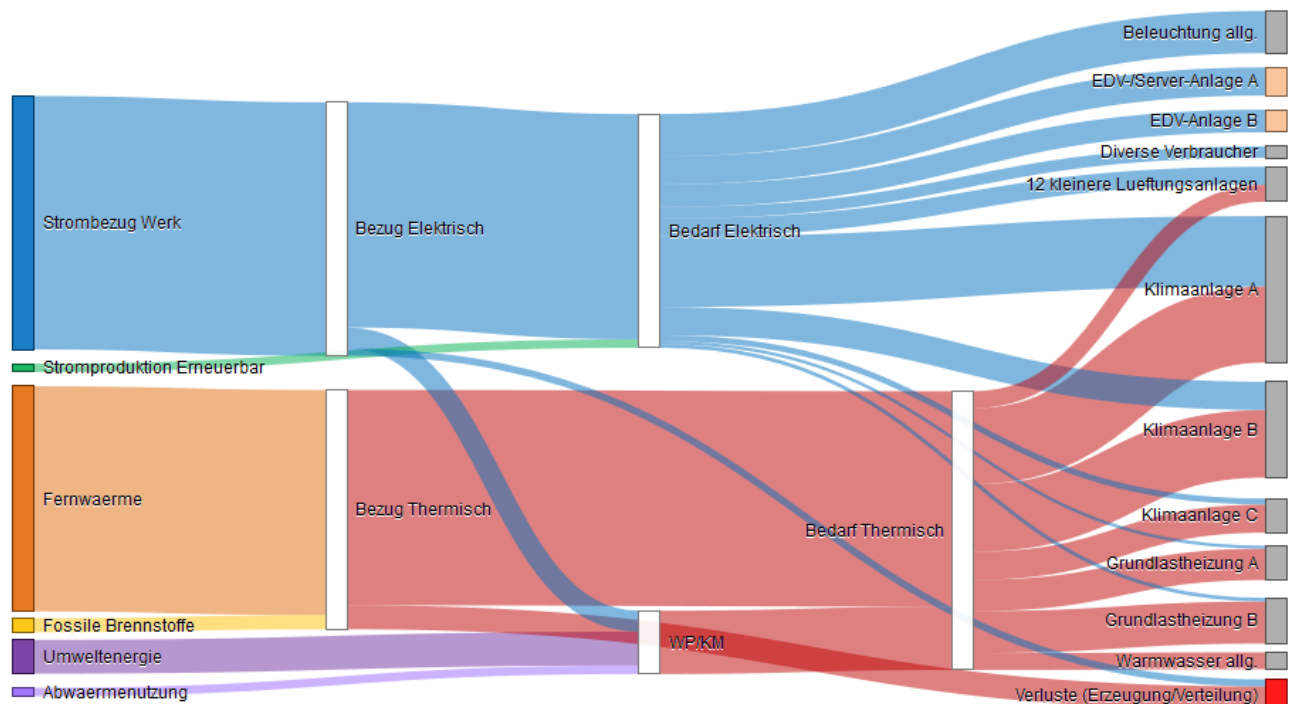 Beleuchtung allg.
EDV-/Server-Anlage A
EDV-Anlage B
Diverse Verbraucher
12 kleinere Lueftungsanlagen
Strombezug Werk
Bezug Elektrisch
Bedarf Elektrisch
Klimaanlage A
Stromproduktion Erneuerbar
Klimaanlage B
Fernwaerme
Bezug Thermisch
Bedarf Thermisch
Klimaanlage C
Grundlastheizung A
Grundlastheizung B
Fossile Brennstoffe
WP/KM
Umweltenergie
Warmwasser allg.
Abwaermenutzung
Verluste (Erzeugung/Verteilung)